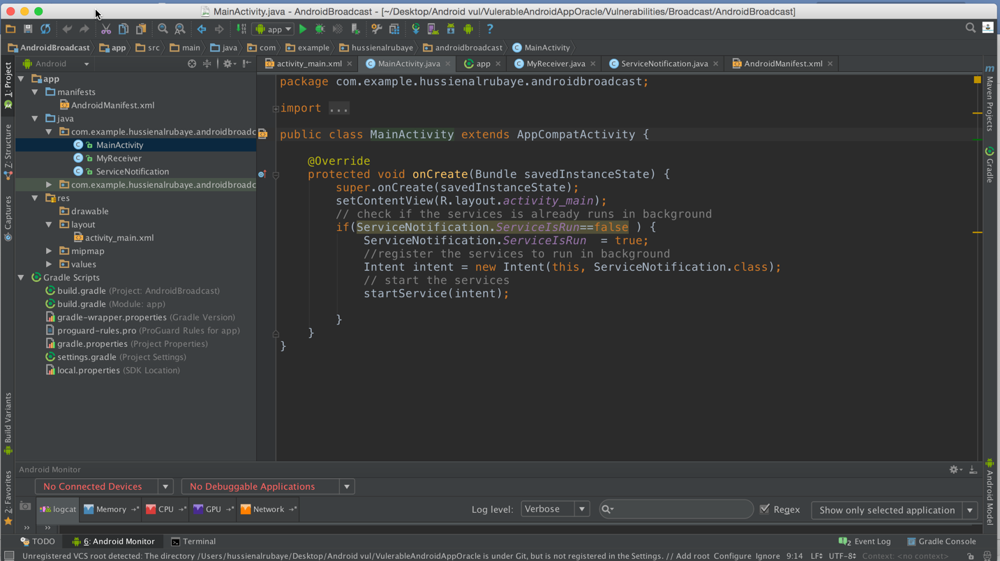 MainActivity.java - AndroidBroadcast - [~/Desktop/Android vul/VulerableAndroidAppOracle/Vulnerabilities/Broadcast/AndroidBroadcast]
app
AndroidBroadcast app src main java com example hussienalrubaye androidbroadcast MainActivity
Android
activity_main.xml MainActivity.java app MyReceiver.java ServiceNotification.java AndroidManifest.xml
1: Project
Z: Structure
Captures
Build Variants
2: Favorites
app
manifests
AndroidManifest.xml
java
com.example.hussienalrubaye.androidbroadc
MainActivity
MyReceiver
ServiceNotification
com.example.hussienalrubaye.androidbroadc
res
drawable
layout
activity_main.xml
mipmap
values
Gradle Scripts
build.gradle (Project: AndroidBroadcast)
build.gradle (Module: app)
gradle-wrapper.properties (Gradle Version)
proguard-rules.pro (ProGuard Rules for app)
gradle.properties (Project Properties)
settings.gradle (Project Settings)
local.properties (SDK Location)
package com.example.hussienalrubaye.androidbroadcast;
import ...
public class MainActivity extends AppCompatActivity {
@Override
protected void onCreate(Bundle savedInstanceState) {
super.onCreate(savedInstanceState);
setContentView(R.layout.activity_main);
// check if the services is already runs in background
if(ServiceNotification.ServiceIsRun==false ) {
ServiceNotification.ServiceIsRun  = true;
//register the services to run in background
Intent intent = new Intent(this, ServiceNotification.class);
// start the services
startService(intent);
}
}
}
m
Maven Projects
Gradle
Android Model
Android Monitor
No Connected Devices No Debuggable Applications
logcat Memory CPU GPU Network Log level: Verbose Regex Show only selected application
TODO 6: Android Monitor Terminal 2 Event Log Gradle Console
Unregistered VCS root detected: The directory /Users/hussienalrubaye/Desktop/Android vul/VulerableAndroidAppOracle is under Git, but is not registered in the Settings. // Add root Configure Ignore 9:14 LF UTF-8 Context: <no context>